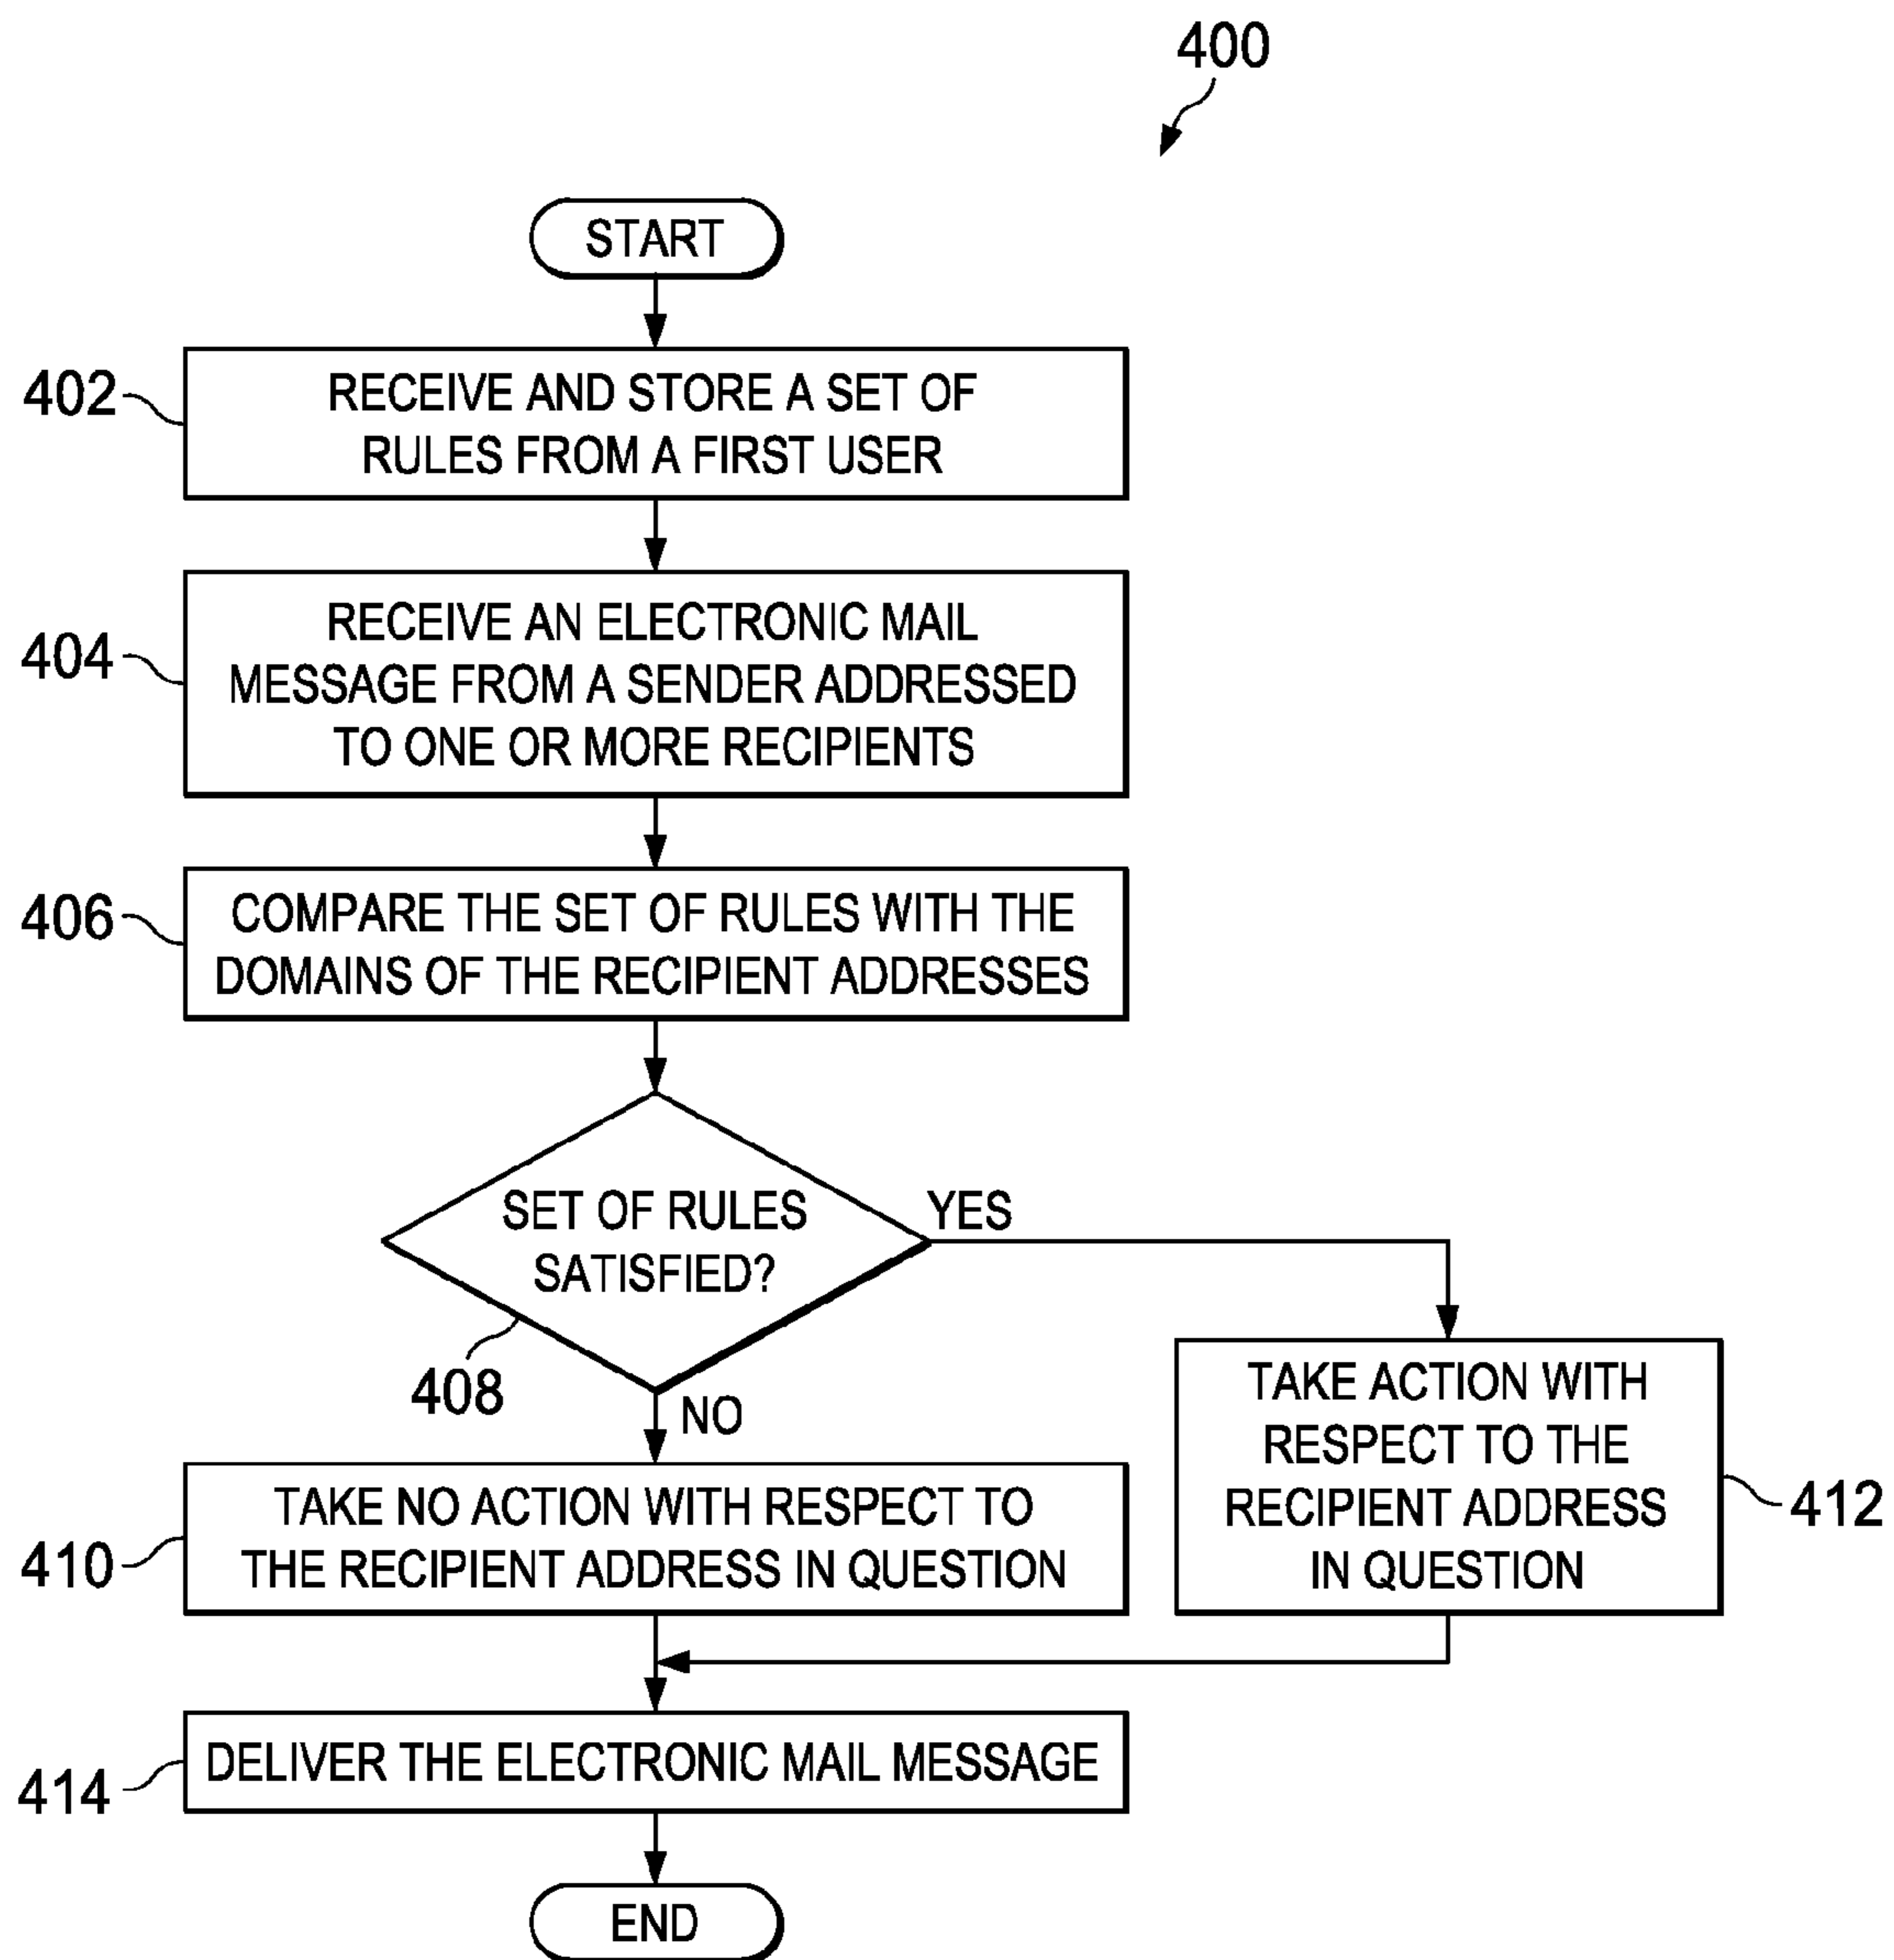 400
START
402
RECEIVE AND STORE A SET OF
RULES FROM A FIRST USER
404
RECEIVE AN ELECTRONIC MAIL
MESSAGE FROM A SENDER ADDRESSED
TO ONE OR MORE RECIPIENTS
406
COMPARE THE SET OF RULES WITH THE
DOMAINS OF THE RECIPIENT ADDRESSES
SET OF RULES
SATISFIED?
YES
408
NO
410
TAKE NO ACTION WITH RESPECT TO
THE RECIPIENT ADDRESS IN QUESTION
TAKE ACTION WITH
RESPECT TO THE
RECIPIENT ADDRESS
IN QUESTION
412
DELIVER THE ELECTRONIC MAIL MESSAGE
414
END